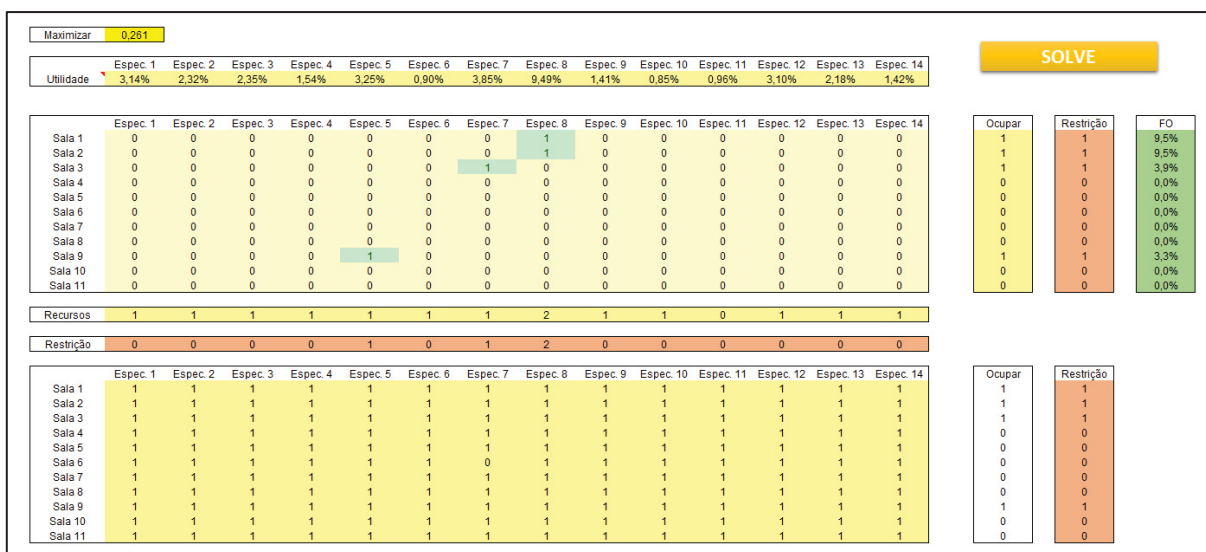 Maximizar 0,261
SOLVE
Espec. 1 Espec. 2 Espec. 3 Espec. 4 Espec. 5 Espec. 6 Espec. 7 Espec. 8 Espec. 9 Espec. 10 Espec. 11 Espec. 12 Espec. 13 Espec. 14
Utilidade 3,14% 2,32% 2,35% 1,54% 3,25% 0,90% 3,85% 9,49% 1,41% 0,85% 0,96% 3,10% 2,18% 1,42%
Espec. 1 Espec. 2 Espec. 3 Espec. 4 Espec. 5 Espec. 6 Espec. 7 Espec. 8 Espec. 9 Espec. 10 Espec. 11 Espec. 12 Espec. 13 Espec. 14 Ocupar Restrição FO
Sala 1 0 0 0 0 0 0 0 1 0 0 0 0 0 0 1 1 9,5%
Sala 2 0 0 0 0 0 0 0 1 0 0 0 0 0 0 1 1 9,5%
Sala 3 0 0 0 0 0 0 1 0 0 0 0 0 0 0 1 1 3,9%
Sala 4 0 0 0 0 0 0 0 0 0 0 0 0 0 0 0 0 0,0%
Sala 5 0 0 0 0 0 0 0 0 0 0 0 0 0 0 0 0 0,0%
Sala 6 0 0 0 0 0 0 0 0 0 0 0 0 0 0 0 0 0,0%
Sala 7 0 0 0 0 0 0 0 0 0 0 0 0 0 0 0 0 0,0%
Sala 8 0 0 0 0 0 0 0 0 0 0 0 0 0 0 0 0 0,0%
Sala 9 0 0 0 0 1 0 0 0 0 0 0 0 0 0 1 1 3,3%
Sala 10 0 0 0 0 0 0 0 0 0 0 0 0 0 0 0 0 0,0%
Sala 11 0 0 0 0 0 0 0 0 0 0 0 0 0 0 0 0 0,0%
Recursos 1 1 1 1 1 1 1 2 1 1 0 1 1 1
Restrição 0 0 0 0 1 0 1 2 0 0 0 0 0 0
Espec. 1 Espec. 2 Espec. 3 Espec. 4 Espec. 5 Espec. 6 Espec. 7 Espec. 8 Espec. 9 Espec. 10 Espec. 11 Espec. 12 Espec. 13 Espec. 14 Ocupar Restrição
Sala 1 1 1 1 1 1 1 1 1 1 1 1 1 1 1 1 1
Sala 2 1 1 1 1 1 1 1 1 1 1 1 1 1 1 1 1
Sala 3 1 1 1 1 1 1 1 1 1 1 1 1 1 1 1 1
Sala 4 1 1 1 1 1 1 1 1 1 1 1 1 1 1 0 0
Sala 5 1 1 1 1 1 1 1 1 1 1 1 1 1 1 0 0
Sala 6 1 1 1 1 1 1 0 1 1 1 1 1 1 1 0 0
Sala 7 1 1 1 1 1 1 1 1 1 1 1 1 1 1 0 0
Sala 8 1 1 1 1 1 1 1 1 1 1 1 1 1 1 0 0
Sala 9 1 1 1 1 1 1 1 1 1 1 1 1 1 1 1 1
Sala 10 1 1 1 1 1 1 1 1 1 1 1 1 1 1 0 0
Sala 11 1 1 1 1 1 1 1 1 1 1 1 1 1 1 0 0